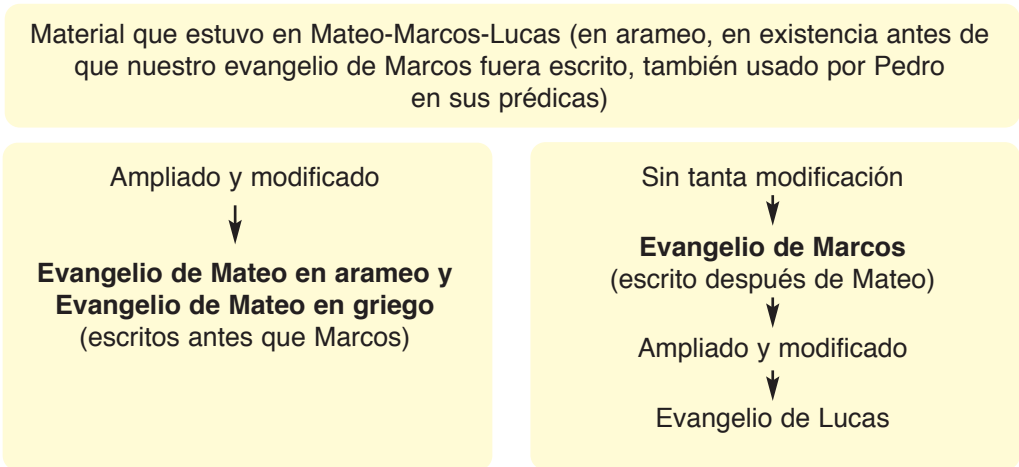 Material que estuvo en Mateo-Marcos-Lucas (en arameo, en existencia antes de
que nuestro evangelio de Marcos fuera escrito, también usado por Pedro
en sus prédicas)
Ampliado y modificado
Evangelio de Mateo en arameo y
Evangelio de Mateo en griego
(escritos antes que Marcos)
Sin tanta modificación
Evangelio de Marcos
(escrito después de Mateo)
Ampliado y modificado
Evangelio de Lucas